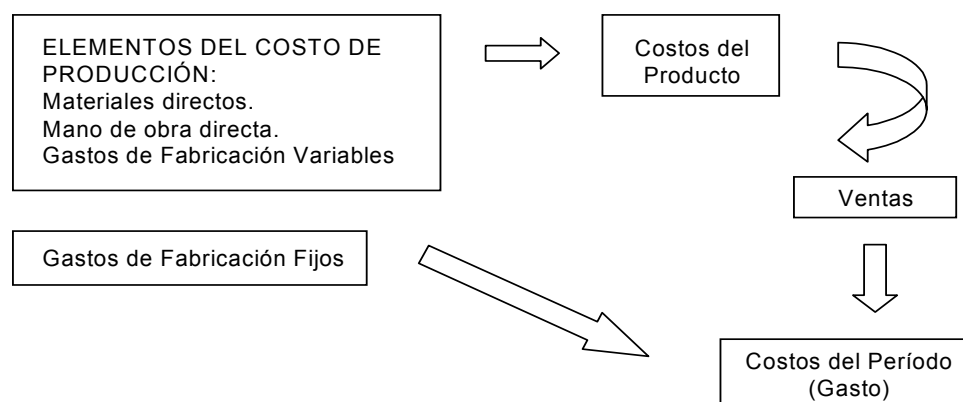 ELEMENTOS DEL COSTO DE
PRODUCCIÓN:
Materiales directos.
Mano de obra directa.
Gastos de Fabricación Variables
Costos del
Producto
Ventas
Gastos de Fabricación Fijos
Costos del Período
(Gasto)